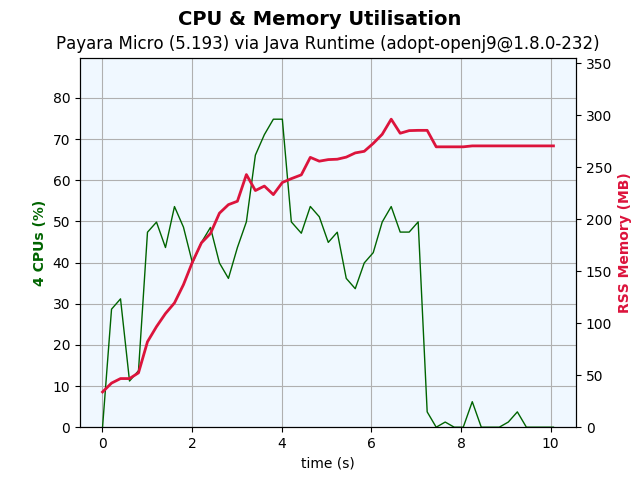 CPU & Memory Utilisation
Payara Micro (5.193) via Java Runtime (adopt-openj9@1.8.0-232)
4 CPUs (%)
80
70
60
50
40
30
20
10
0
350
300
250
200
150
100
50
0
RSS Memory (MB)
0 2 4 6 8 10
time (s)